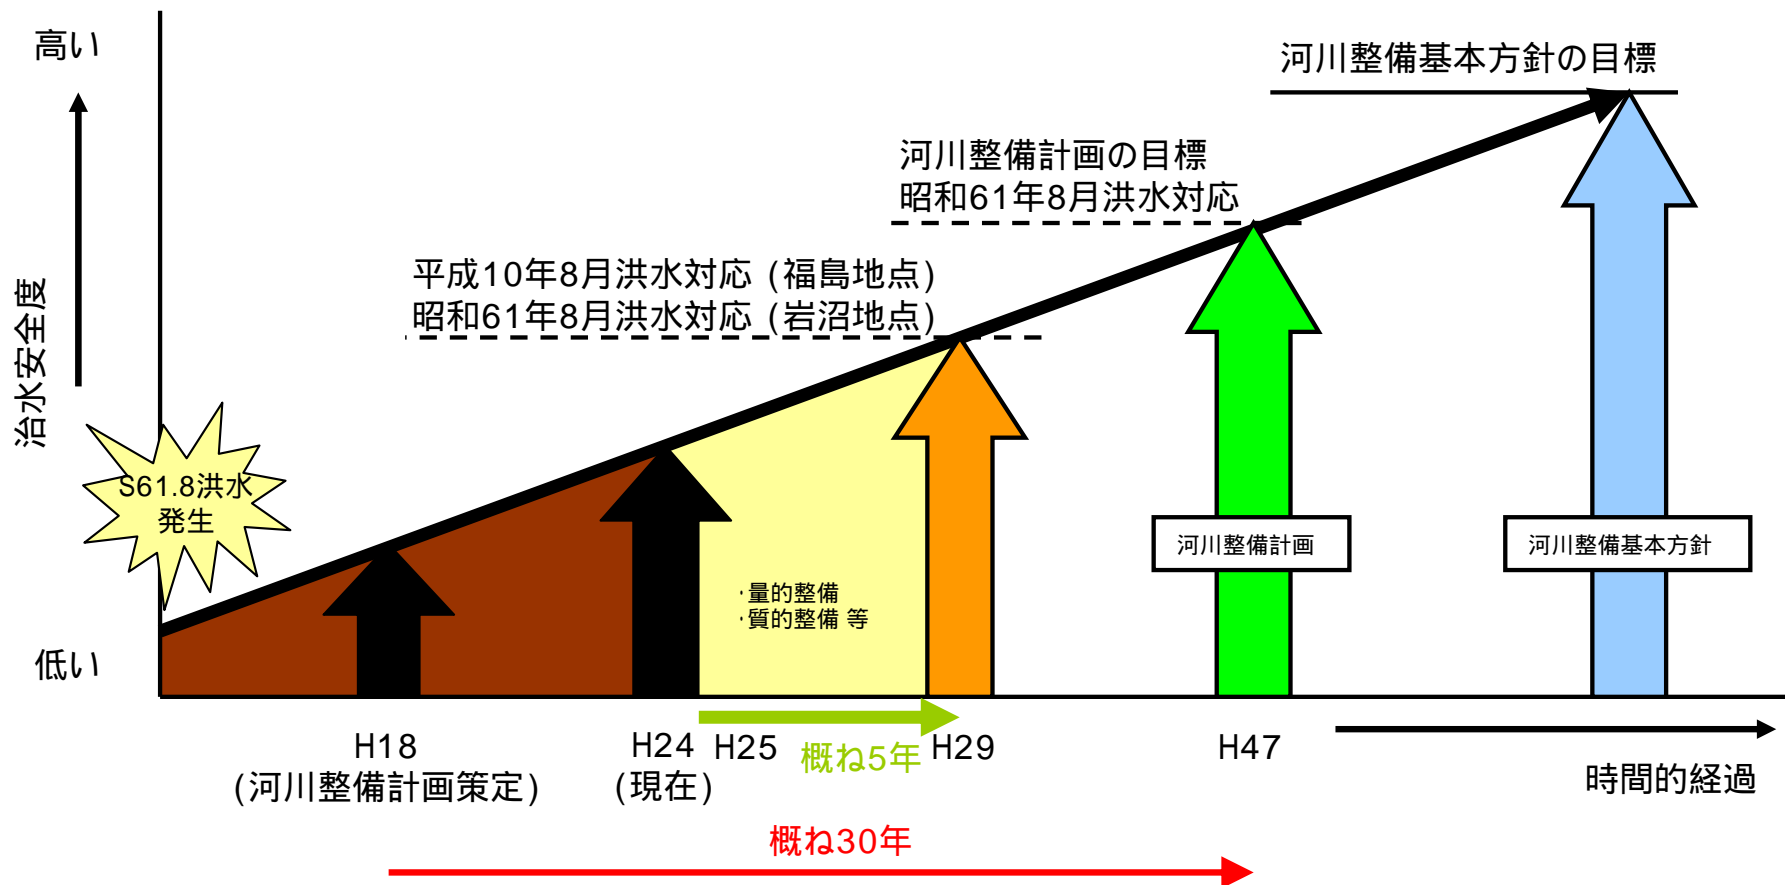 高い
河川整備基本方針の目標
河川整備計画の目標
昭和61年8月洪水対応
平成10年8月洪水対応 (福島地点)
昭和61年8月洪水対応 (岩沼地点)
治水安全度
S61.8洪水
発生
河川整備計画
河川整備基本方針
・量的整備
・質的整備 等
低い
H18
(河川整備計画策定)
H24
(現在)
H25
概ね5年
H29
H47
時間的経過
概ね30年